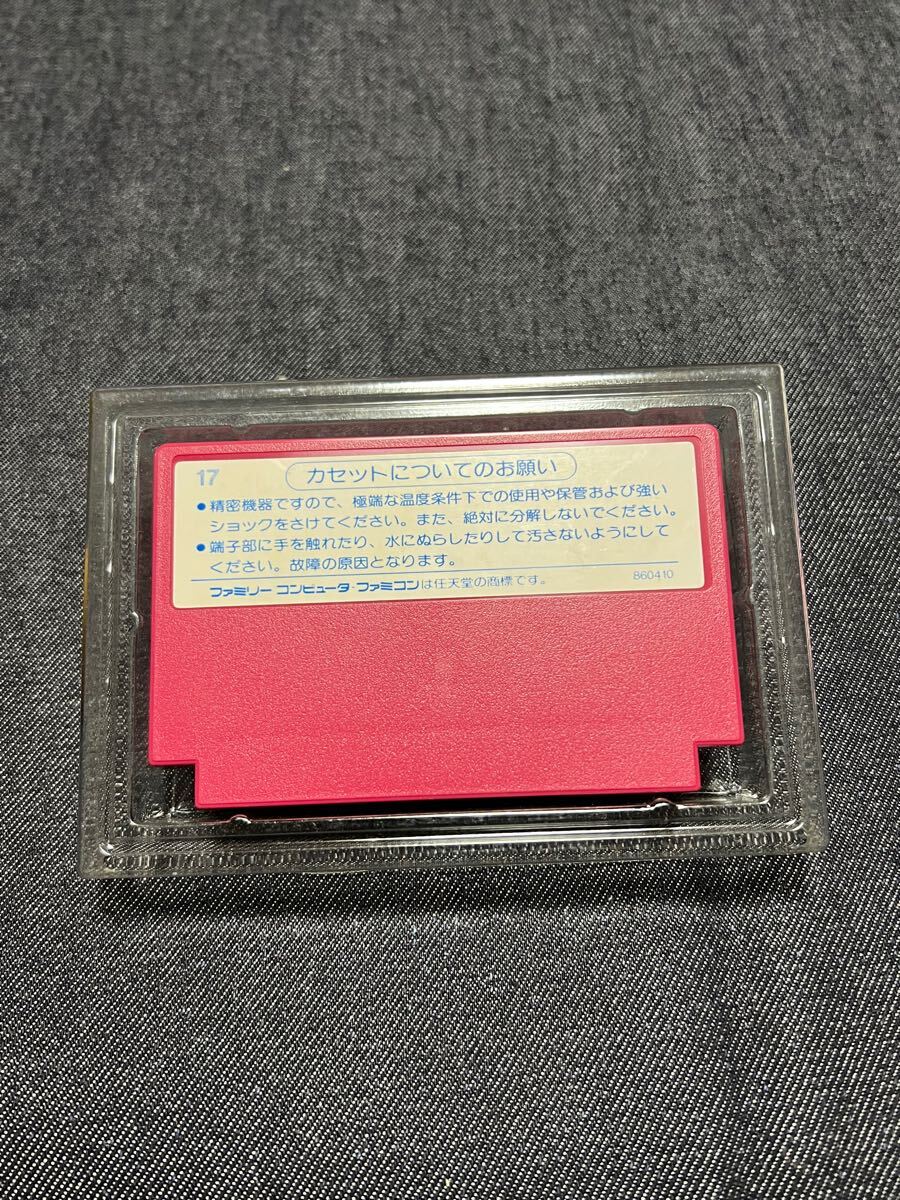 17
カセットについてのお願い
●精密機器ですので、極端な温度条件下での使用や保管および強い
ショックをさけてください。また、絶対に分解しないでください。
●端子部に手を触れたり、水にぬらしたりして汚さないようにして
ください。故障の原因となります。
ファミリー コンピュータ・ファミコンは任天堂の商標です。
860410